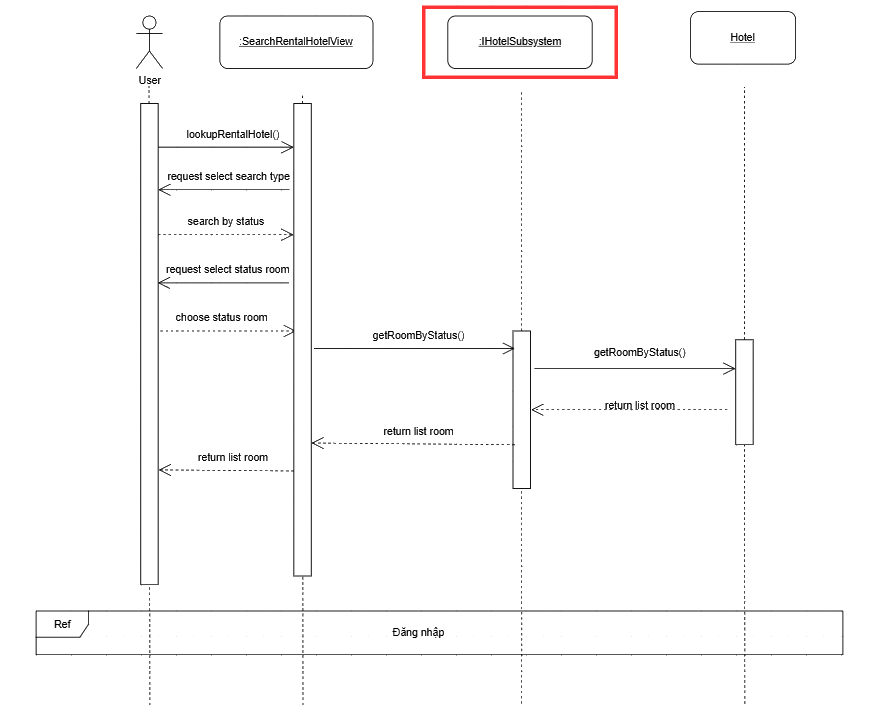 :SearchRentalHotelView
:IHotelSubsystem
Hotel
User
lookupRentalHotel()
request select search type
search by status
request select status room
choose status room
getRoomByStatus()
getRoomByStatus()
return list room
return list room
return list room
Ref
Đăng nhập